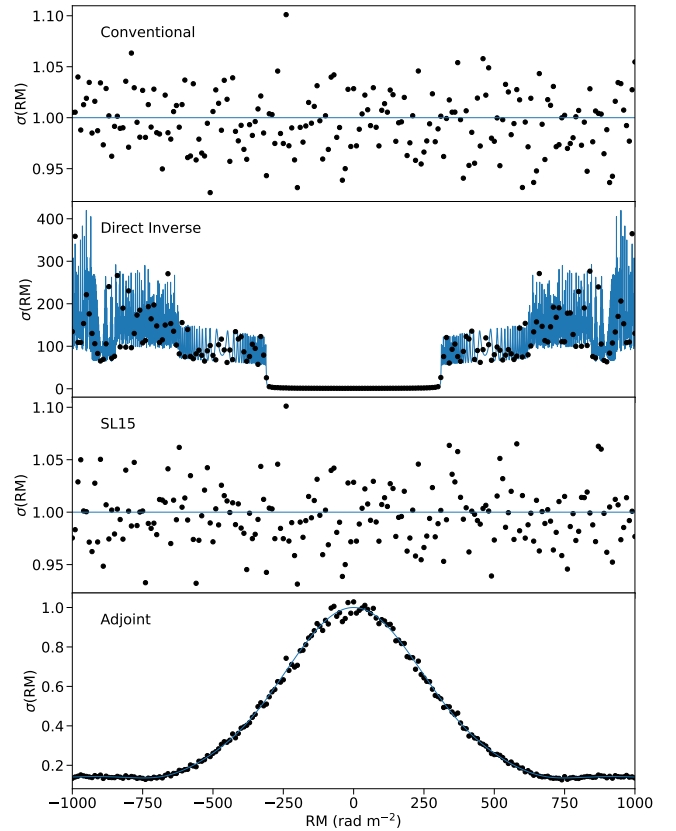 1.10
Conventional
1.05
σ(RM)
1.00
0.95
400
Direct Inverse
300
σ(RM)
200
100
0
1.10
SL15
1.05
σ(RM)
1.00
0.95
1.0
Adjoint
0.8
σ(RM)
0.6
0.4
0.2
−1000 −750 −500 −250 0 250 500 750 1000
RM (rad m⁻²)